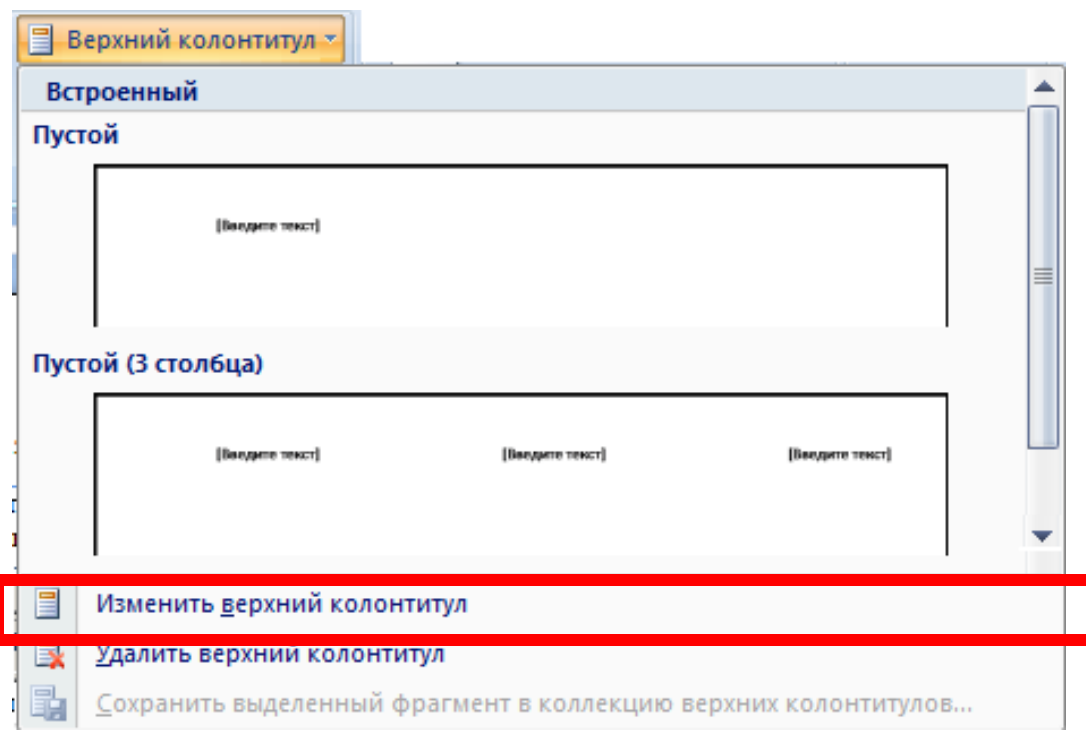 Верхний колонтитул
Встроенный
Пустой
[Введите текст]
Пустой (3 столбца)
[Введите текст] [Введите текст] [Введите текст]
Изменить верхний колонтитул
Удалить верхний колонтитул
Сохранить выделенный фрагмент в коллекцию верхних колонтитулов...